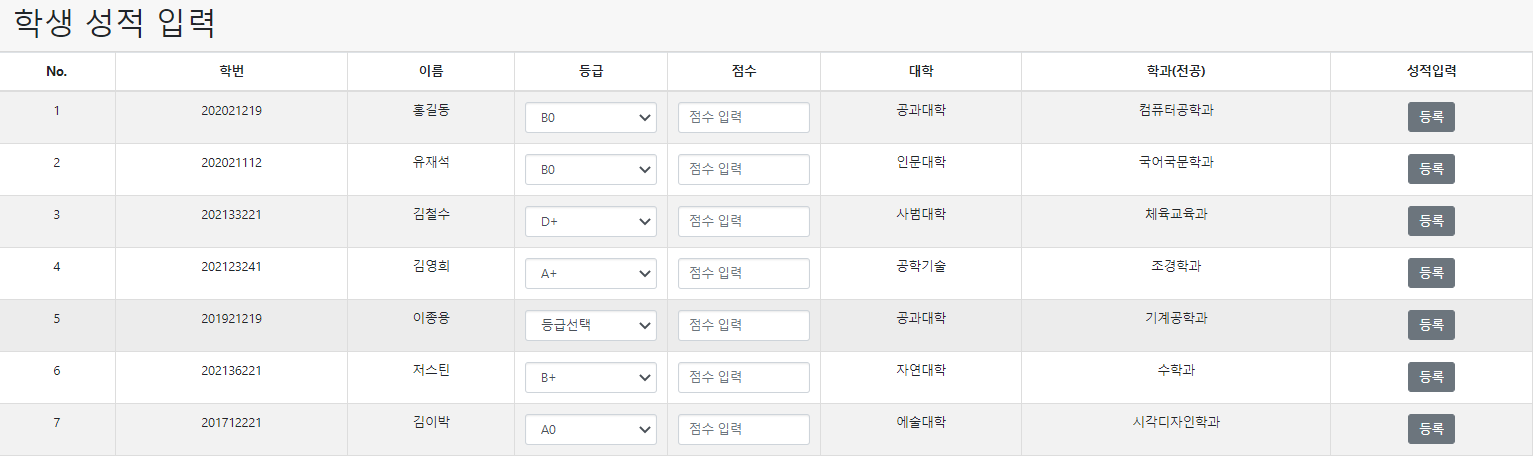 학생 성적 입력
No. 학번 이름 등급 점수 대학 학과(전공) 성적입력
1 202021219 홍길동 B0 점수 입력 공과대학 컴퓨터공학과 등록
2 202021112 유재석 B0 점수 입력 인문대학 국어국문학과 등록
3 202133221 김철수 D+ 점수 입력 사범대학 체육교육과 등록
4 202123241 김영희 A+ 점수 입력 공학기술 조경학과 등록
5 201921219 이종용 등급선택 점수 입력 공과대학 기계공학과 등록
6 202136221 저스틴 B+ 점수 입력 자연대학 수학과 등록
7 201712221 김이박 A0 점수 입력 예술대학 시각디자인학과 등록